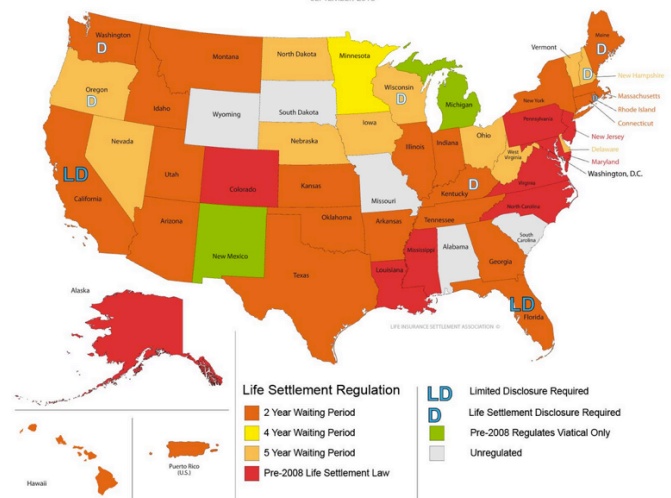 Washington
D
Montana
North Dakota
Minnesota
Vermont
Maine
D
Oregon
D
Idaho
Wyoming
South Dakota
Wisconsin
D
Michigan
New York
D
New Hampshire
Massachusetts
Rhode Island
Connecticut
Nevada
Utah
Colorado
Nebraska
Iowa
Illinois
Indiana
Ohio
Pennsylvania
New Jersey
Delaware
Maryland
Washington, D.C.
LD
California
Kansas
Missouri
Kentucky
D
West
Virginia
Virginia
Arizona
New Mexico
Oklahoma
Arkansas
Tennessee
North Carolina
South
Carolina
Texas
Louisiana
Mississippi
Alabama
Georgia
LD
Florida
Alaska
LIFE INSURANCE SETTLEMENT ASSOCIATION ©
Hawaii
Puerto Rico
(U.S.)
Life Settlement Regulation
2 Year Waiting Period
4 Year Waiting Period
5 Year Waiting Period
Pre-2008 Life Settlement Law
LD Limited Disclosure Required
D Life Settlement Disclosure Required
Pre-2008 Regulates Viatical Only
Unregulated